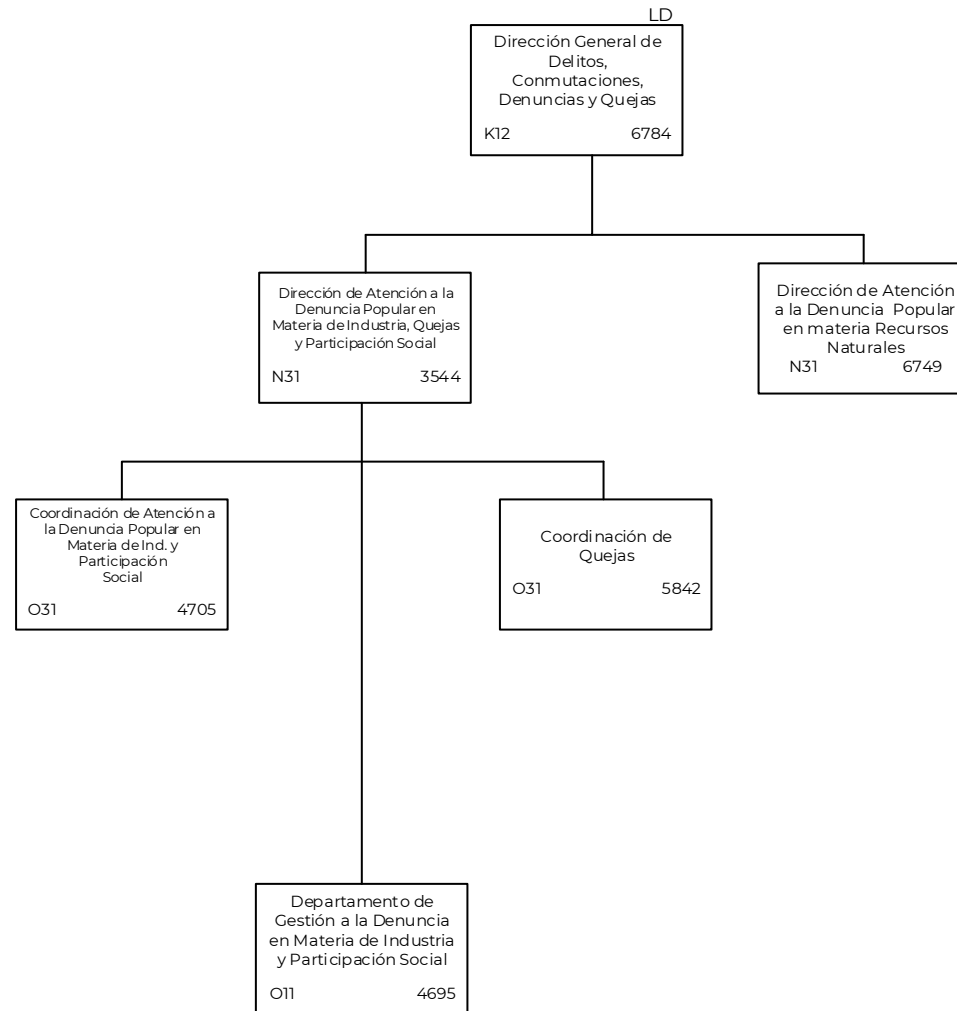 LD
Dirección General de
Delitos,
Conmutaciones,
Denuncias y Quejas
K12 6784
Dirección de Atención a la
Denuncia Popular en
Materia de Industria, Quejas
y Participación Social
N31 3544
Dirección de Atención
a la Denuncia Popular
en materia Recursos
Naturales
N31 6749
Coordinación de Atención a
la Denuncia Popular en
Materia de Ind. y
Participación
Social
O31 4705
Coordinación de
Quejas
O31 5842
Departamento de
Gestión a la Denuncia
en Materia de Industria
y Participación Social
O11 4695